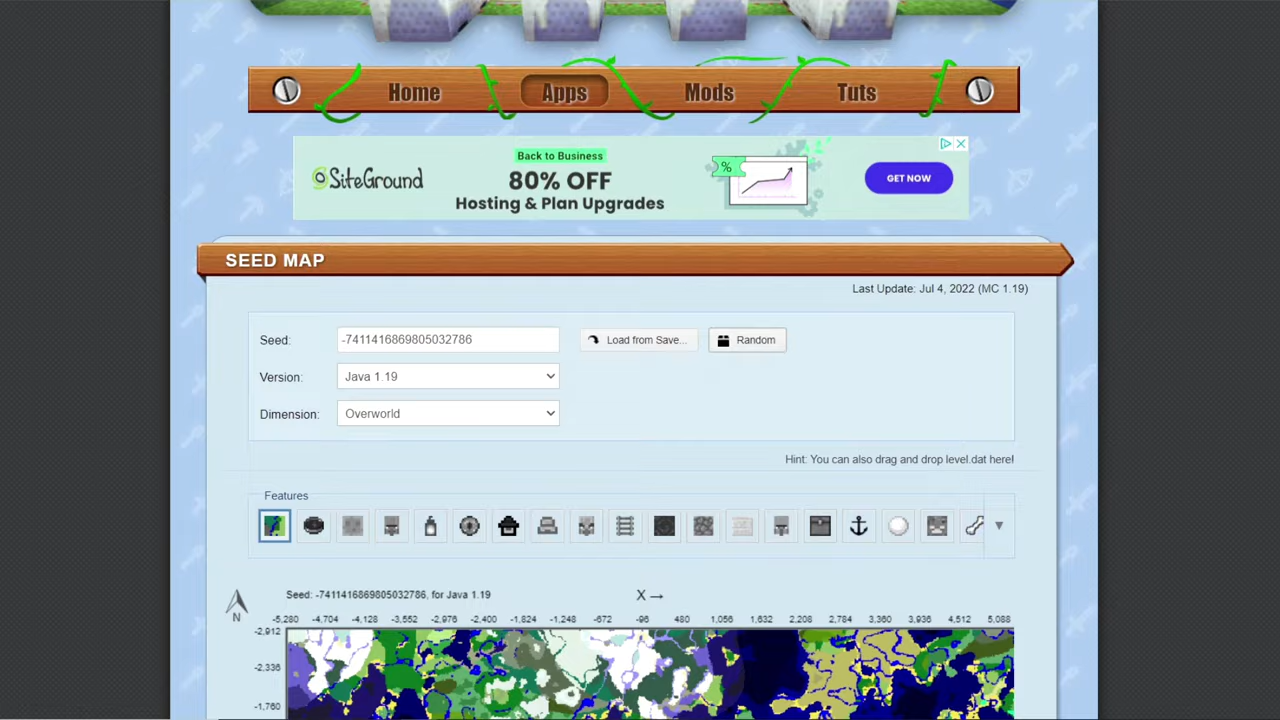 Home Apps Mods Tuts
SiteGround
Back to Business
80% OFF
Hosting & Plan Upgrades
%
GET NOW
SEED MAP
Last Update: Jul 4, 2022 (MC 1.19)
Seed: -7411416869805032786 Load from Save... Random
Version: Java 1.19
Dimension: Overworld
Hint: You can also drag and drop level.dat here!
Features
Seed: -7411416869805032786, for Java 1.19 X →
N
-5,280 -4,704 -4,128 -3,552 -2,976 -2,400 -1,824 -1,248 -672 -96 480 1,056 1,632 2,208 2,784 3,360 3,936 4,512 5,088
-2,912
-2,336
-1,760